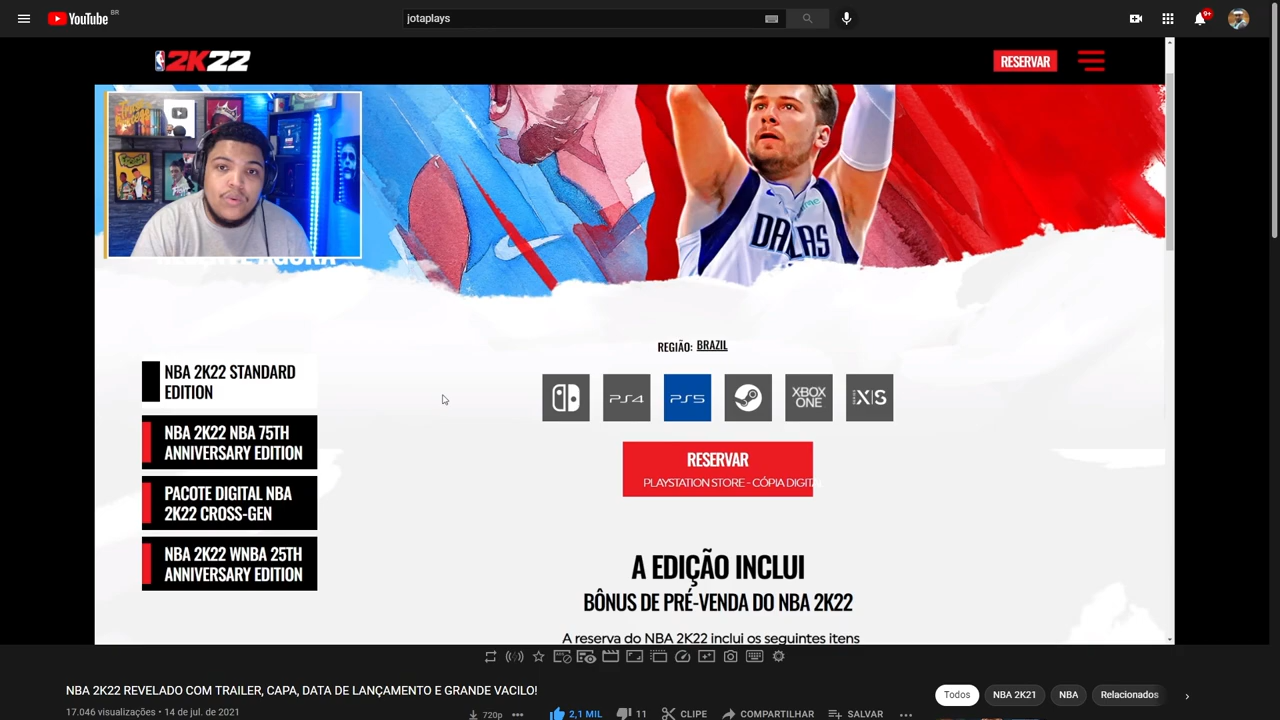 YouTube BR
jotaplays
9+
NBA 2K22
RESERVAR
DALAS
REGIÃO: BRAZIL
NBA 2K22 STANDARD
EDITION
NBA 2K22 NBA 75TH
ANNIVERSARY EDITION
PACOTE DIGITAL NBA
2K22 CROSS-GEN
NBA 2K22 WNBA 25TH
ANNIVERSARY EDITION
PS4 PS5 XBOX ONE X|S
RESERVAR
PLAYSTATION STORE - CÓPIA DIGIT
A EDIÇÃO INCLUI
BÔNUS DE PRÉ-VENDA DO NBA 2K22
A reserva do NBA 2K22 inclui os seguintes itens
NBA 2K22 REVELADO COM TRAILER, CAPA, DATA DE LANÇAMENTO E GRANDE VACILO!
Todos NBA 2K21 NBA Relacionados
17.046 visualizações • 14 de jul. de 2021
720p 2,1 MIL 11 CLIPE COMPARTILHAR SALVAR